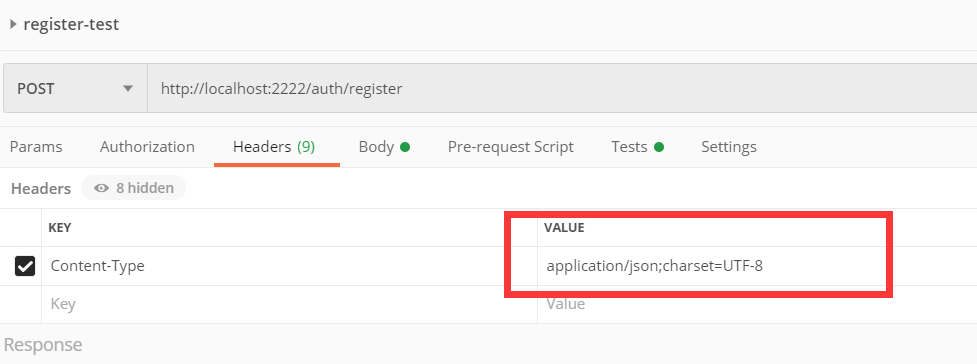 register-test
POST http://localhost:2222/auth/register
Params Authorization Headers (9) Body Pre-request Script Tests Settings
Headers 8 hidden
KEY VALUE
Content-Type application/json;charset=UTF-8
Key Value
Response